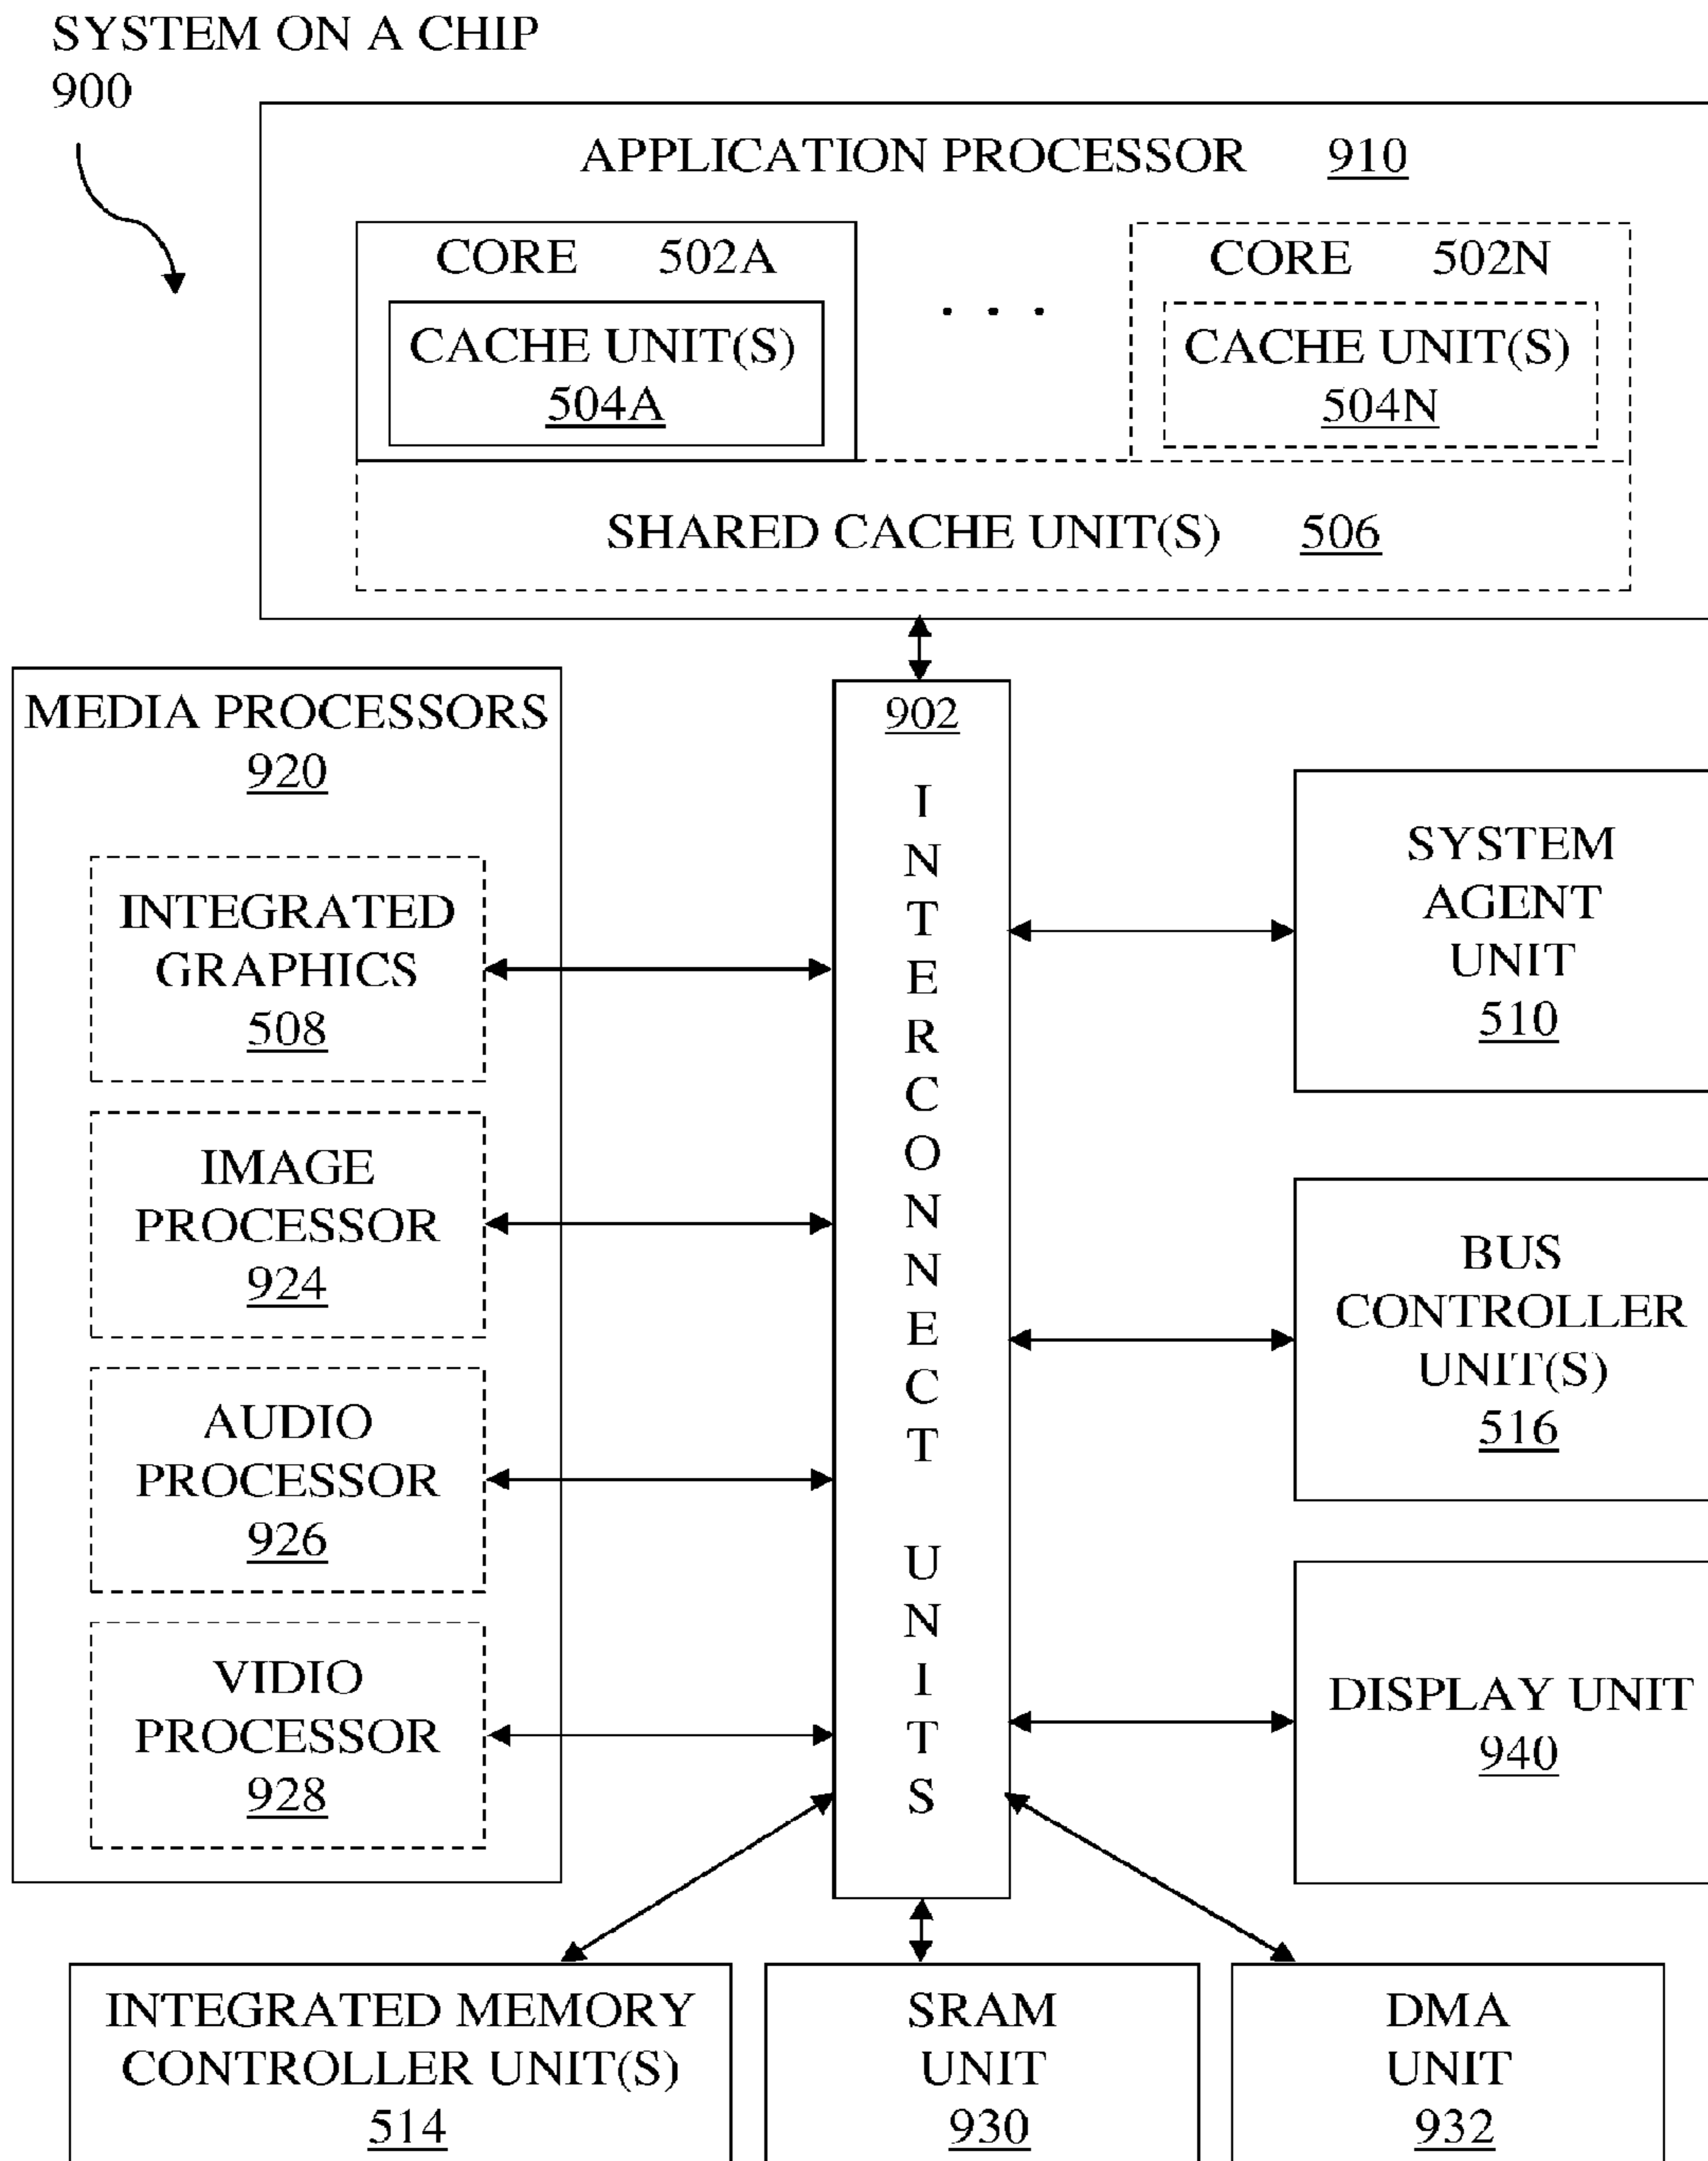 SYSTEM ON A CHIP
900
APPLICATION PROCESSOR 910
CORE 502A
CACHE UNIT(S)
504A
. . .
CORE 502N
CACHE UNIT(S)
504N
SHARED CACHE UNIT(S) 506
MEDIA PROCESSORS
920
INTEGRATED
GRAPHICS
508
IMAGE
PROCESSOR
924
AUDIO
PROCESSOR
926
VIDIO
PROCESSOR
928
902
INTERCONNECT UNITS
SYSTEM
AGENT
UNIT
510
BUS
CONTROLLER
UNIT(S)
516
DISPLAY UNIT
940
INTEGRATED MEMORY
CONTROLLER UNIT(S)
514
SRAM
UNIT
930
DMA
UNIT
932